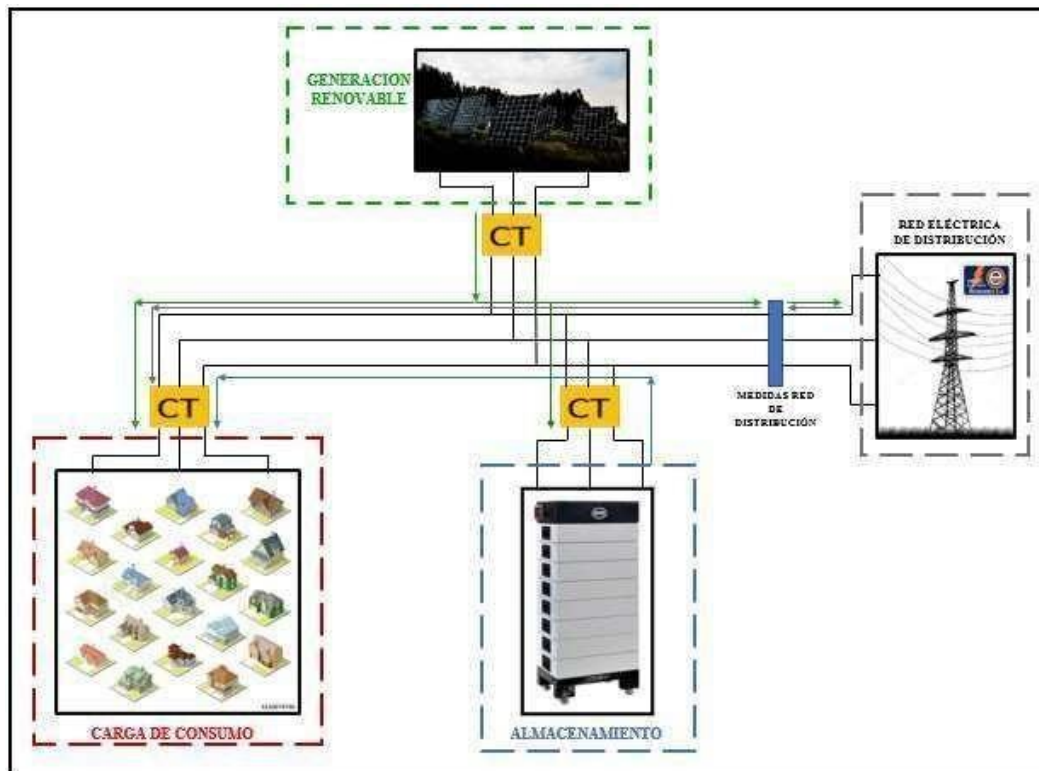 GENERACION
RENOVABLE
CT
RED ELÉCTRICA
DE DISTRIBUCIÓN
CT
CT
MEDIDAS RED
DE
DISTRIBUCIÓN
CARGA DE CONSUMO
ALMACENAMIENTO